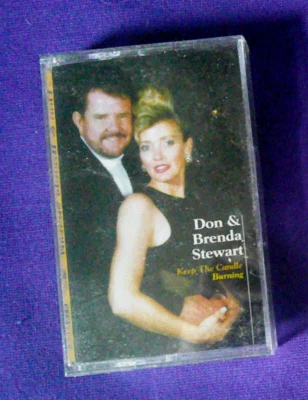 Don &
Brenda
Stewart
Keep The Candle
Burning